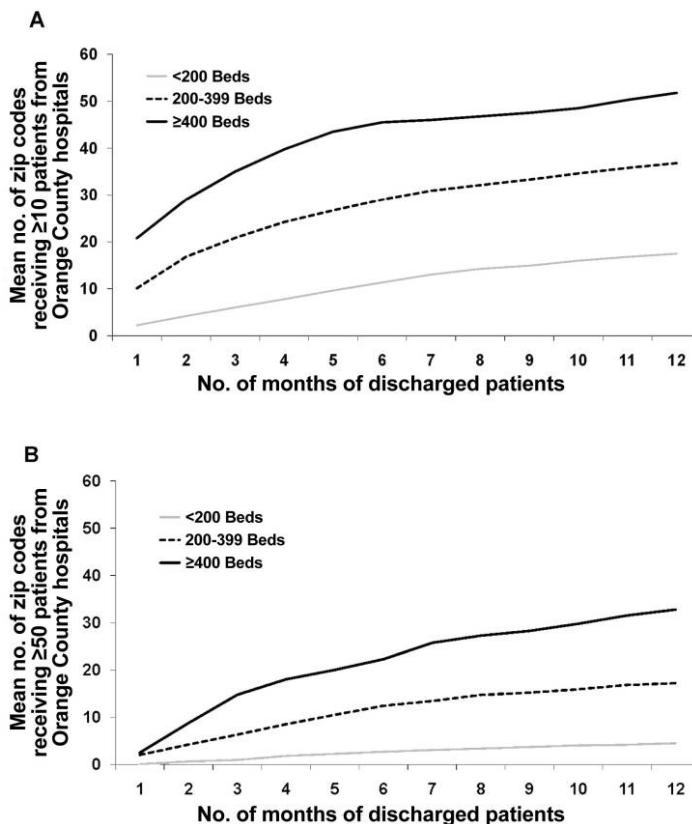 A
Mean no. of zip codes
receiving ≥10 patients from
Orange County hospitals
60
50
40
30
20
10
0
<200 Beds
200-399 Beds
≥400 Beds
1 2 3 4 5 6 7 8 9 10 11 12
No. of months of discharged patients
B
Mean no. of zip codes
receiving ≥50 patients from
Orange County hospitals
60
50
40
30
20
10
0
<200 Beds
200-399 Beds
≥400 Beds
1 2 3 4 5 6 7 8 9 10 11 12
No. of months of discharged patients